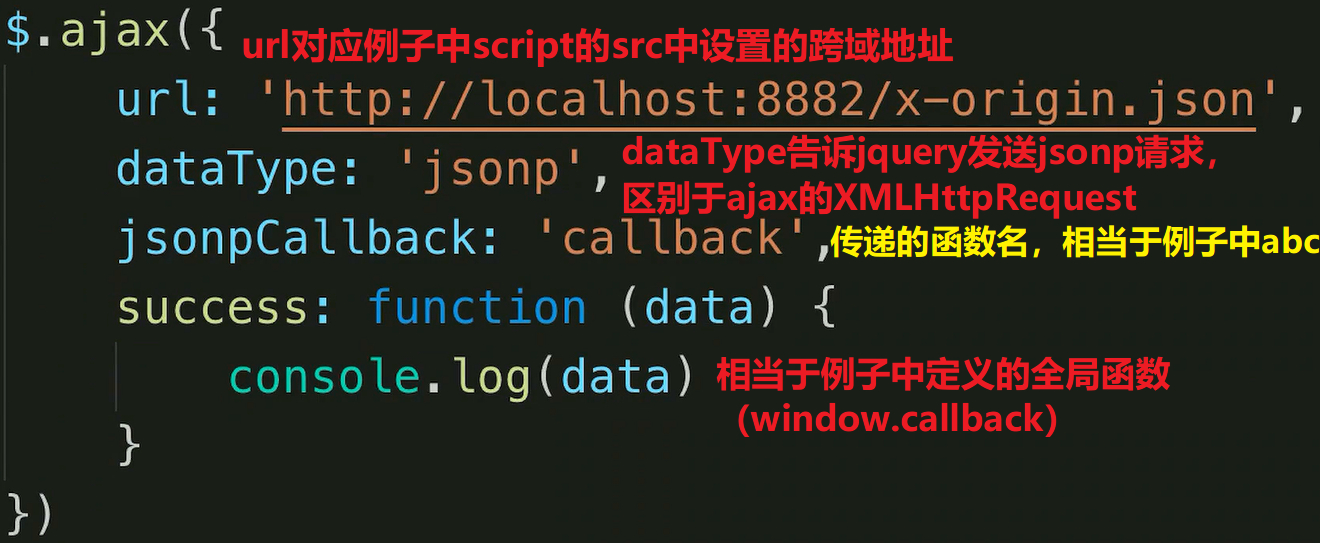 $.ajax({
url对应例子中script的src中设置的跨域地址
url: 'http://localhost:8882/x-origin.json',
dataType: 'jsonp',
dataType告诉jquery发送jsonp请求，
区别于ajax的XMLHttpRequest
jsonpCallback: 'callback',
传递的函数名，相当于例子中abc
success: function (data) {
console.log(data)
相当于例子中定义的全局函数
（window.callback）
}
})